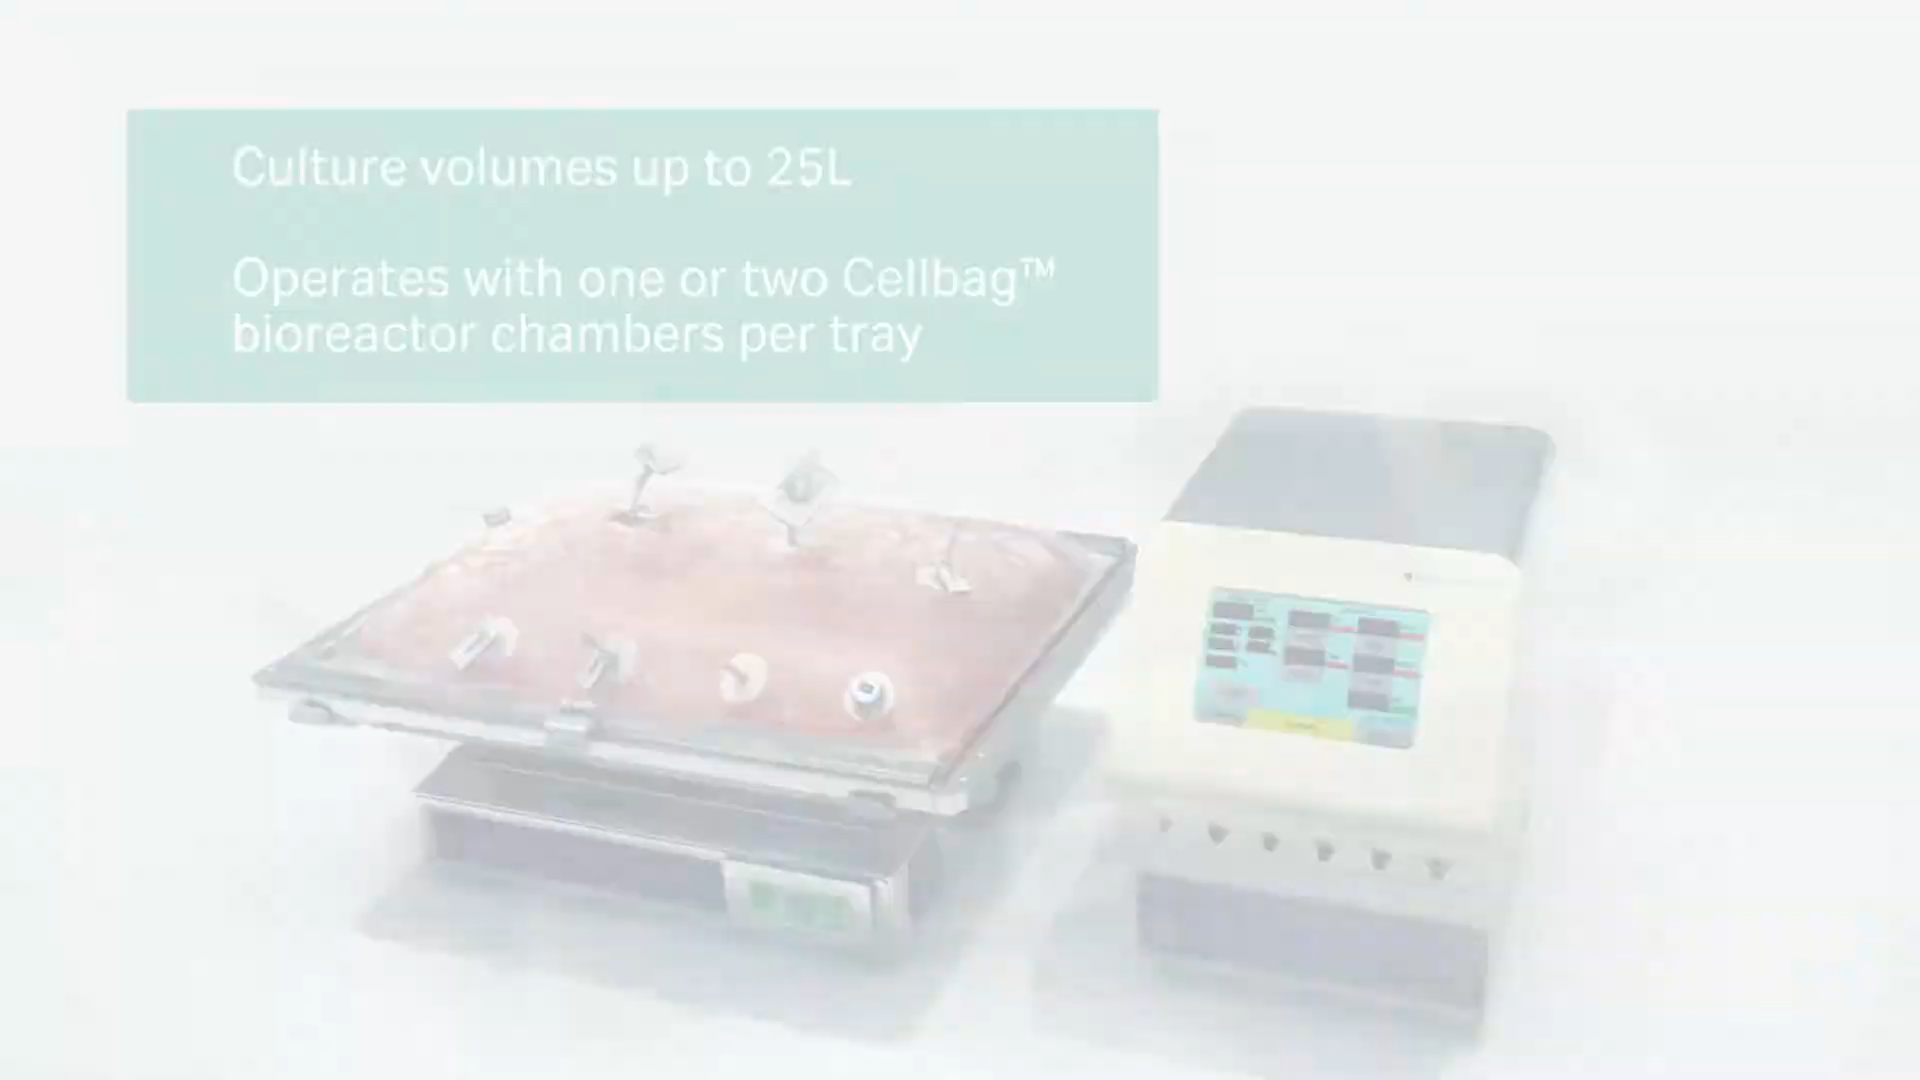 Culture volumes up to 25L
Operates with one or two Cellbag™
bioreactor chambers per tray